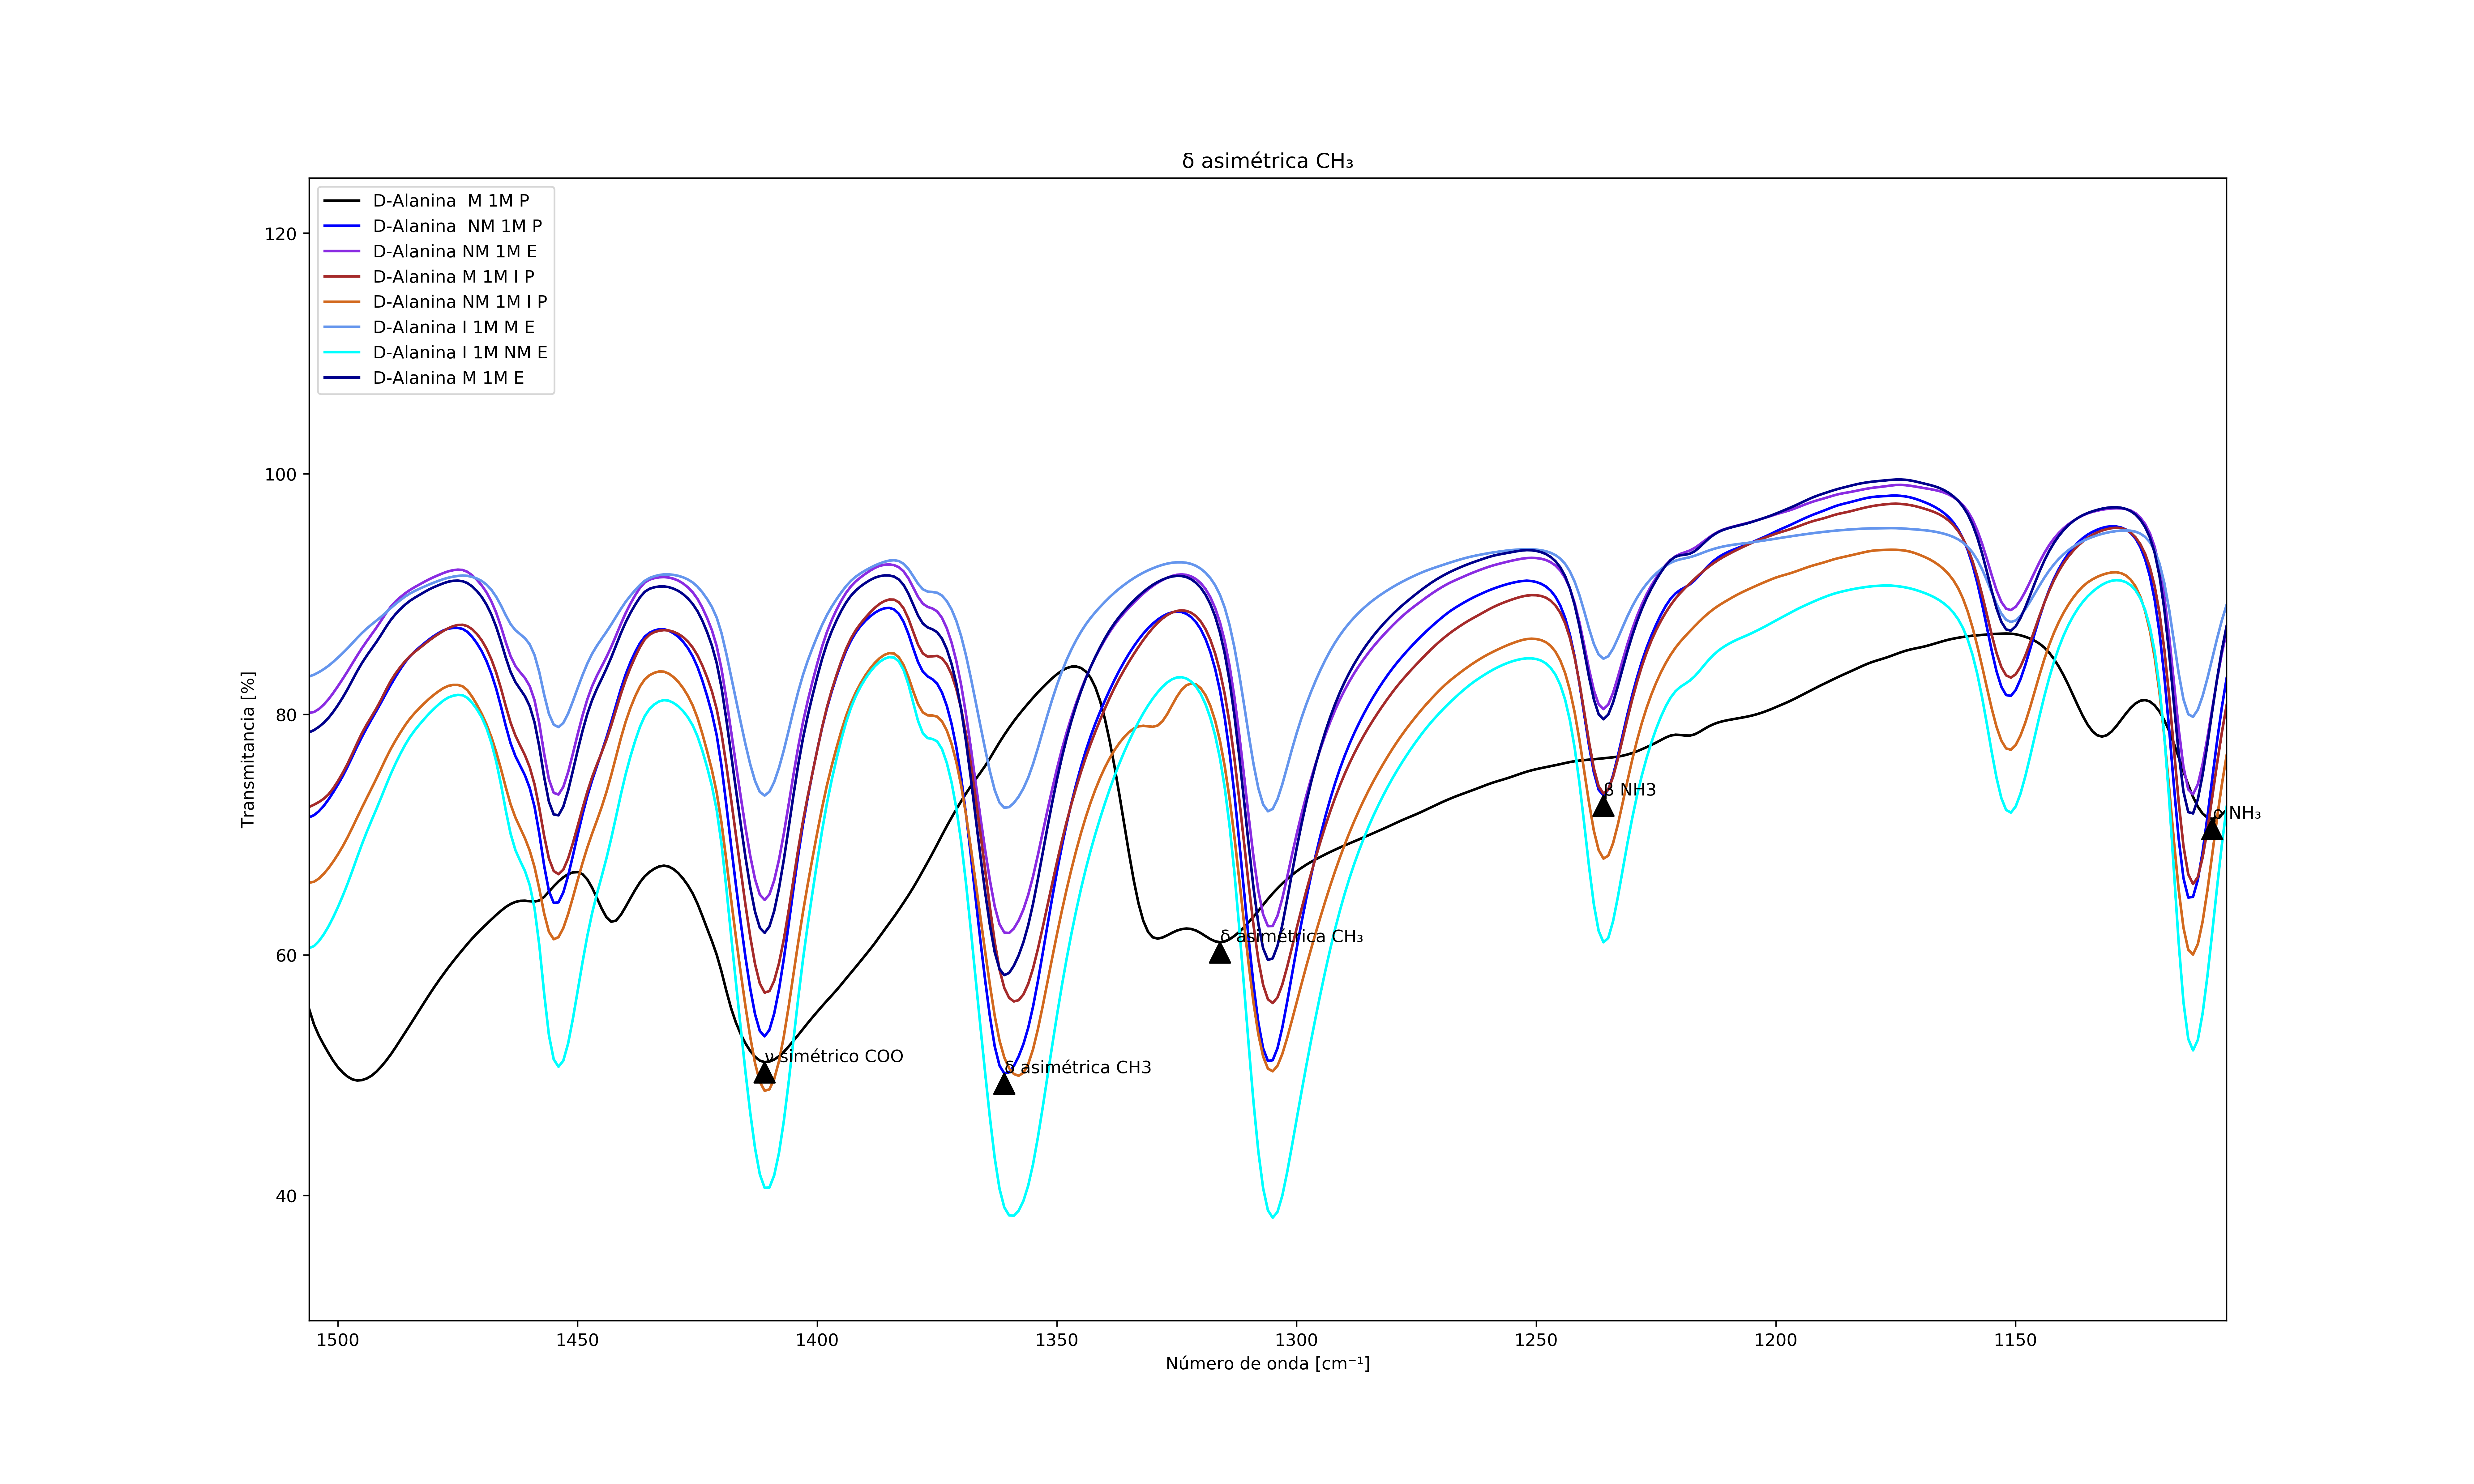 δ asimétrica CH₃
D-Alanina  M 1M P
D-Alanina  NM 1M P
D-Alanina NM 1M E
D-Alanina M 1M I P
D-Alanina NM 1M I P
D-Alanina I 1M M E
D-Alanina I 1M NM E
D-Alanina M 1M E
120
100
80
60
40
Transmitancia [%]
β NH3
ρ NH₃
δ asimétrica CH₃
ν simétrico COO
δ asimétrica CH3
1500
1450
1400
1350
1300
1250
1200
1150
Número de onda [cm⁻¹]